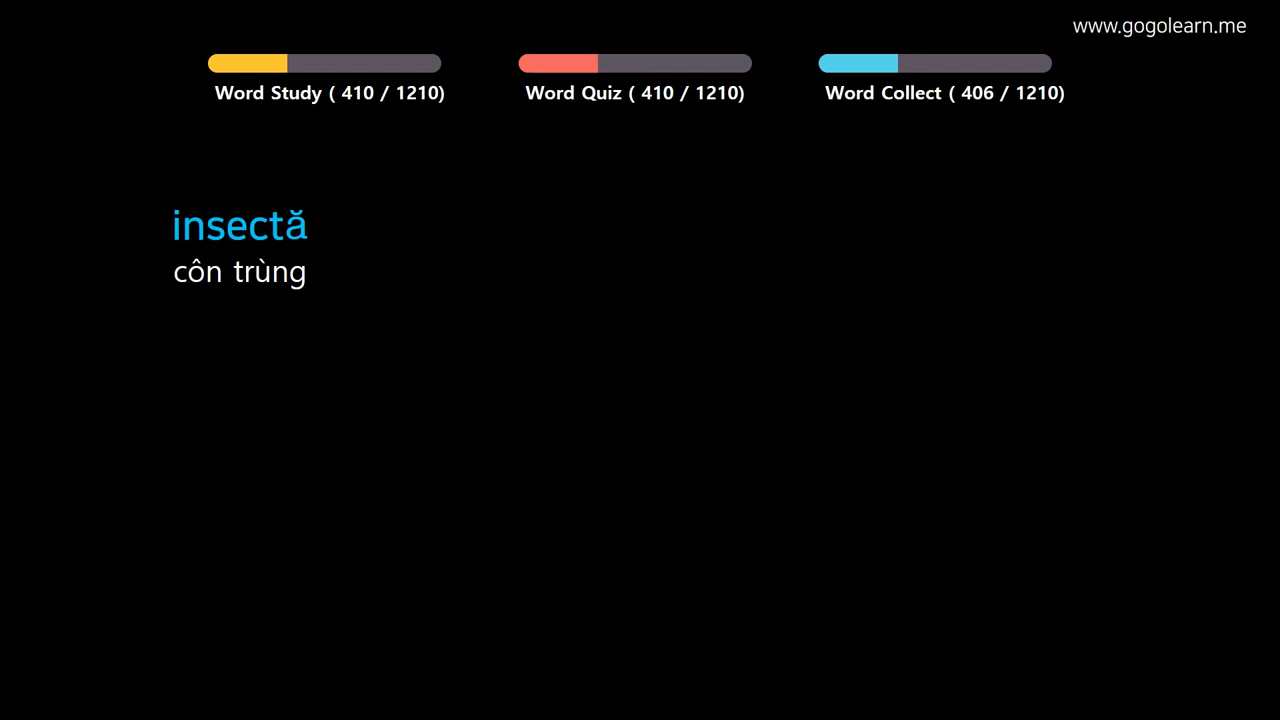 www.gogolearn.me
Word Study ( 410 / 1210)
Word Quiz ( 410 / 1210)
Word Collect ( 406 / 1210)
insectă
côn trùng